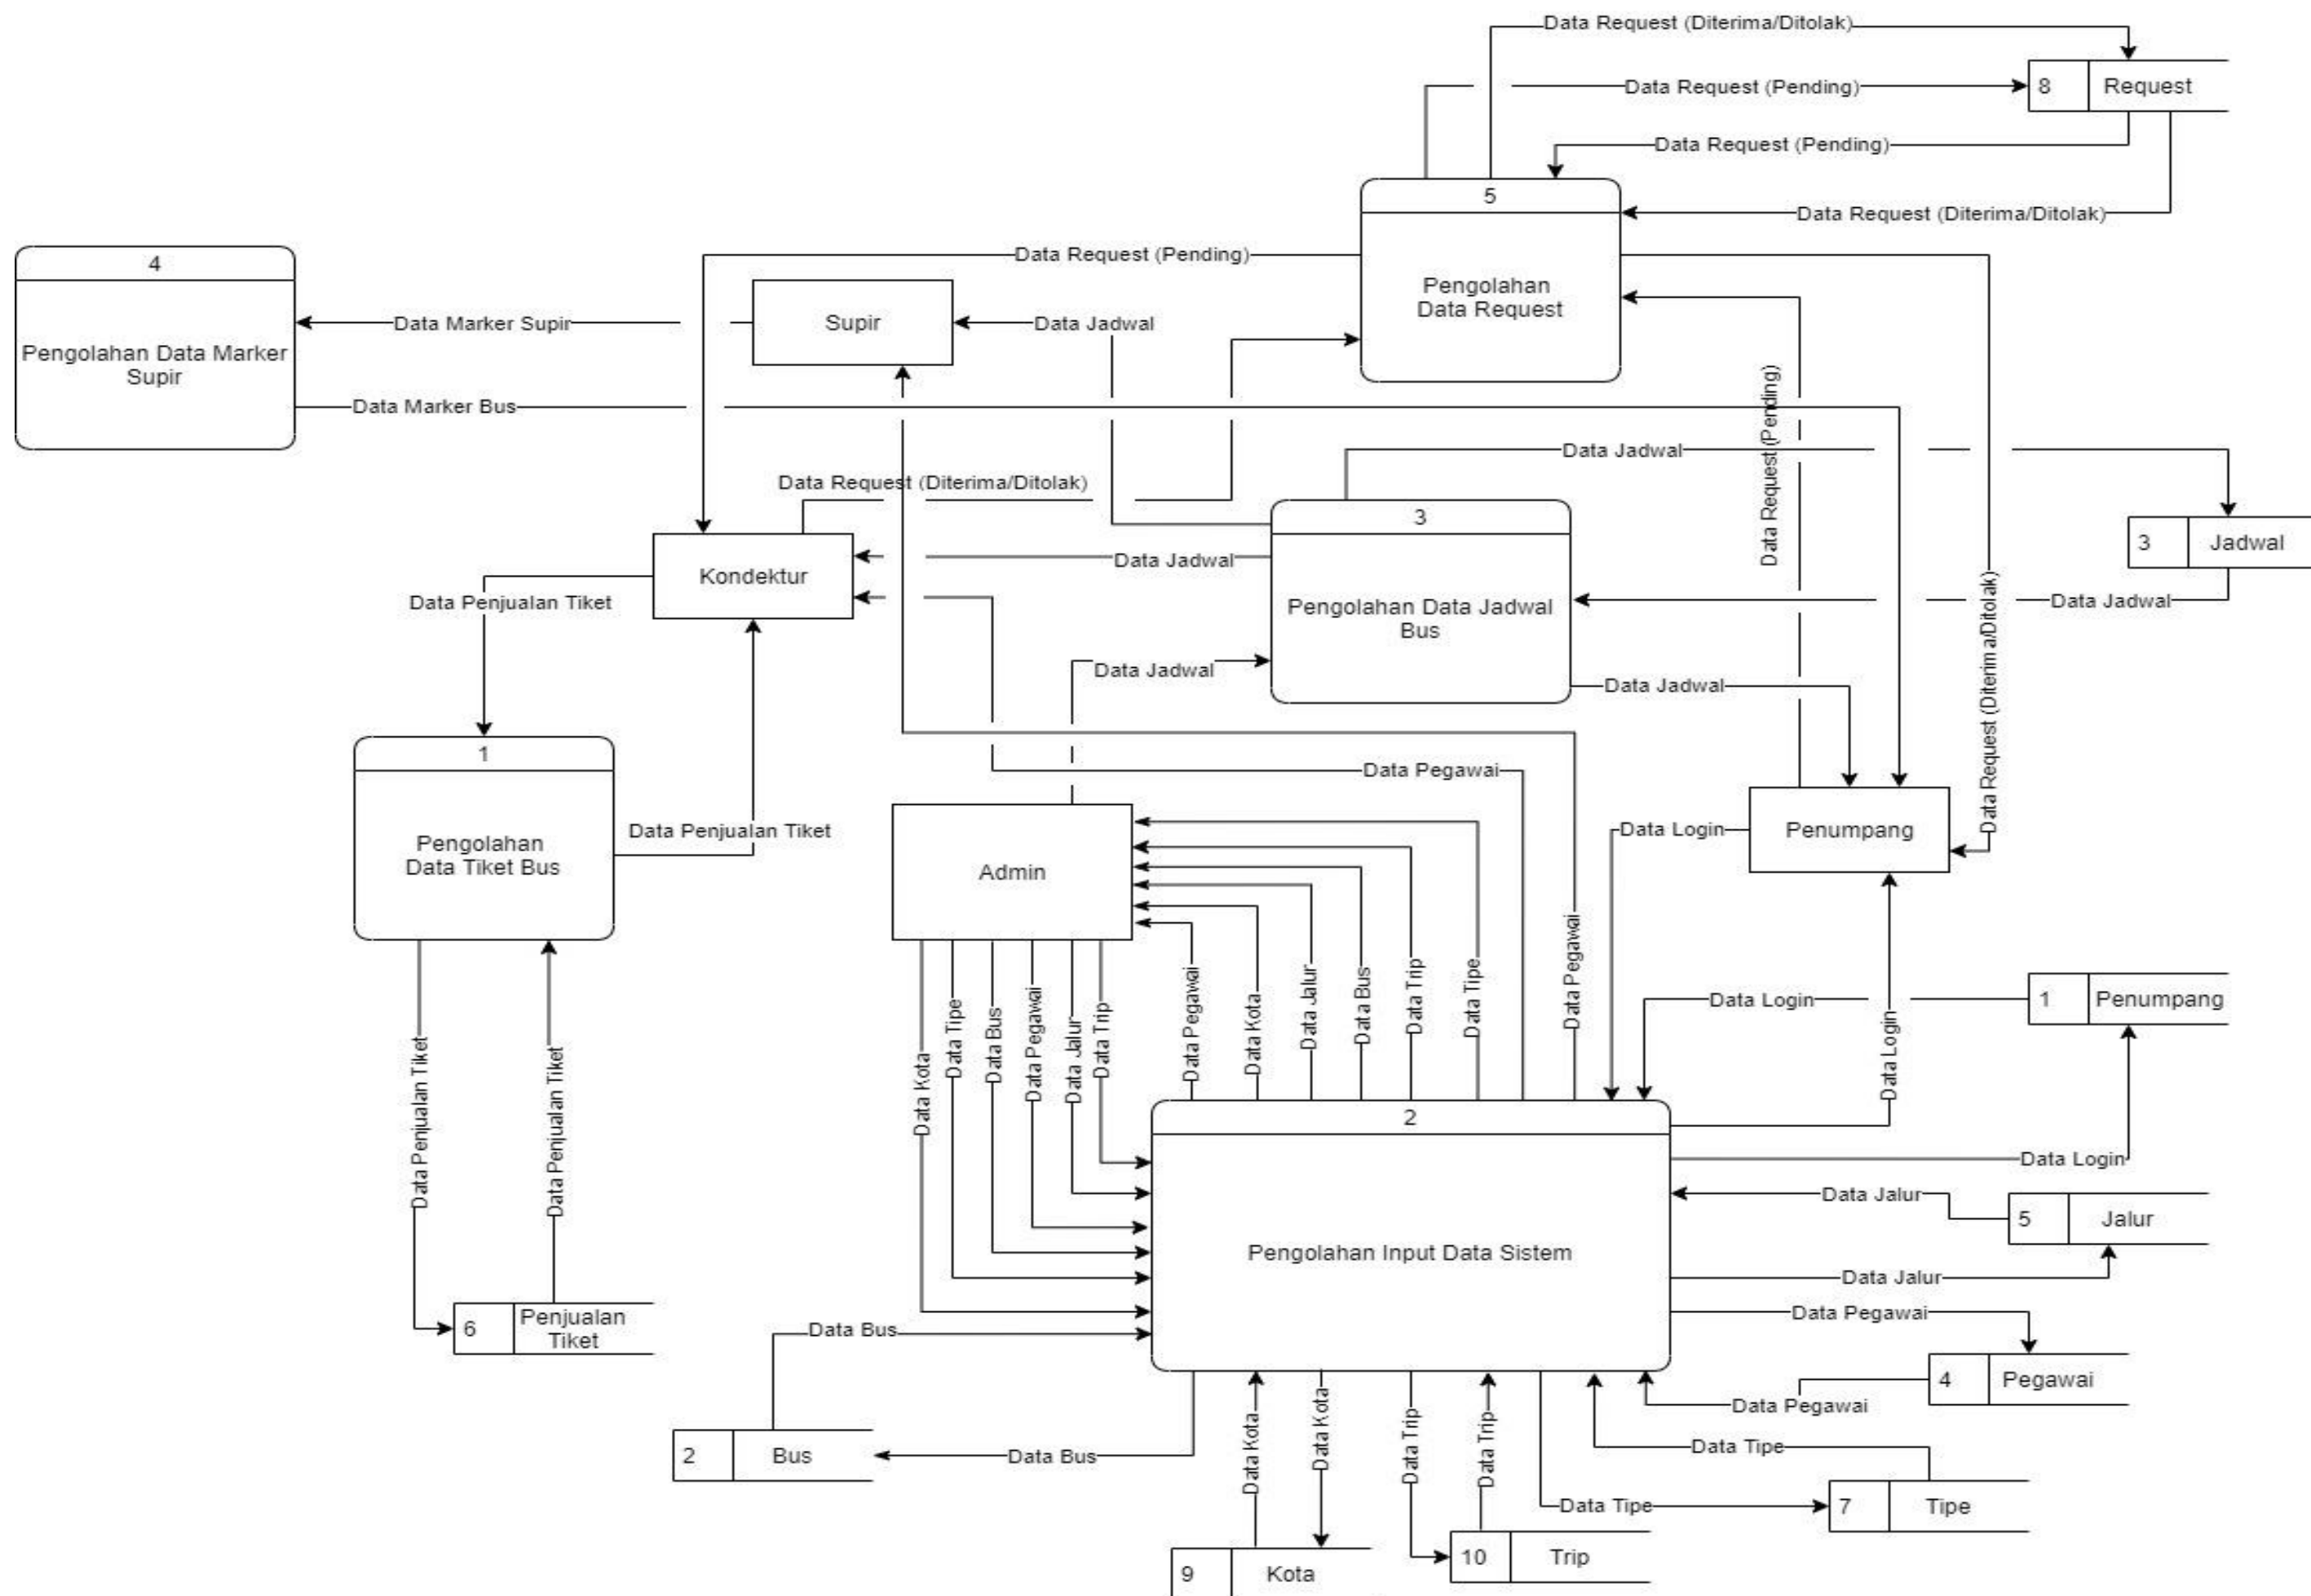 Data Request (Diterima/Ditolak)
8
Request
Data Request (Pending)
Data Request (Pending)
5
Data Request (Diterima/Ditolak)
4
Data Request (Pending)
Pengolahan
Data Request
Pengolahan Data Marker
Supir
Data Marker Supir
Supir
Data Jadwal
Data Marker Bus
Data Request (Pending)
Data Jadwal
Data Request (Diterima/Ditolak)
3
3
Jadwal
Data Jadwal
Kondektur
Data Penjualan Tiket
Pengolahan Data Jadwal
Bus
Data Jadwal
Data Request (Diterima/Ditolak)
Data Jadwal
Data Jadwal
1
Data Pegawai
Pengolahan
Data Tiket Bus
Data Penjualan Tiket
Admin
Data Login
Penumpang
Data Pegawai
Data Kota
Data Tipe
Data Bus
Data Pegawai
Data Jalur
Data Trip
Data Pegawai
Data Kota
Data Jalur
Data Bus
Data Trip
Data Tipe
Data Login
1
Penumpang
Data Login
Data Penjualan Tiket
Data Penjualan Tiket
2
Data Login
Data Jalur
5
Jalur
Pengolahan Input Data Sistem
Data Jalur
Data Pegawai
6
Penjualan
Tiket
Data Bus
4
Pegawai
Data Pegawai
2
Bus
Data Bus
Data Kota
Data Kota
Data Trip
Data Trip
Data Tipe
Data Tipe
7
Tipe
9
Kota
10
Trip